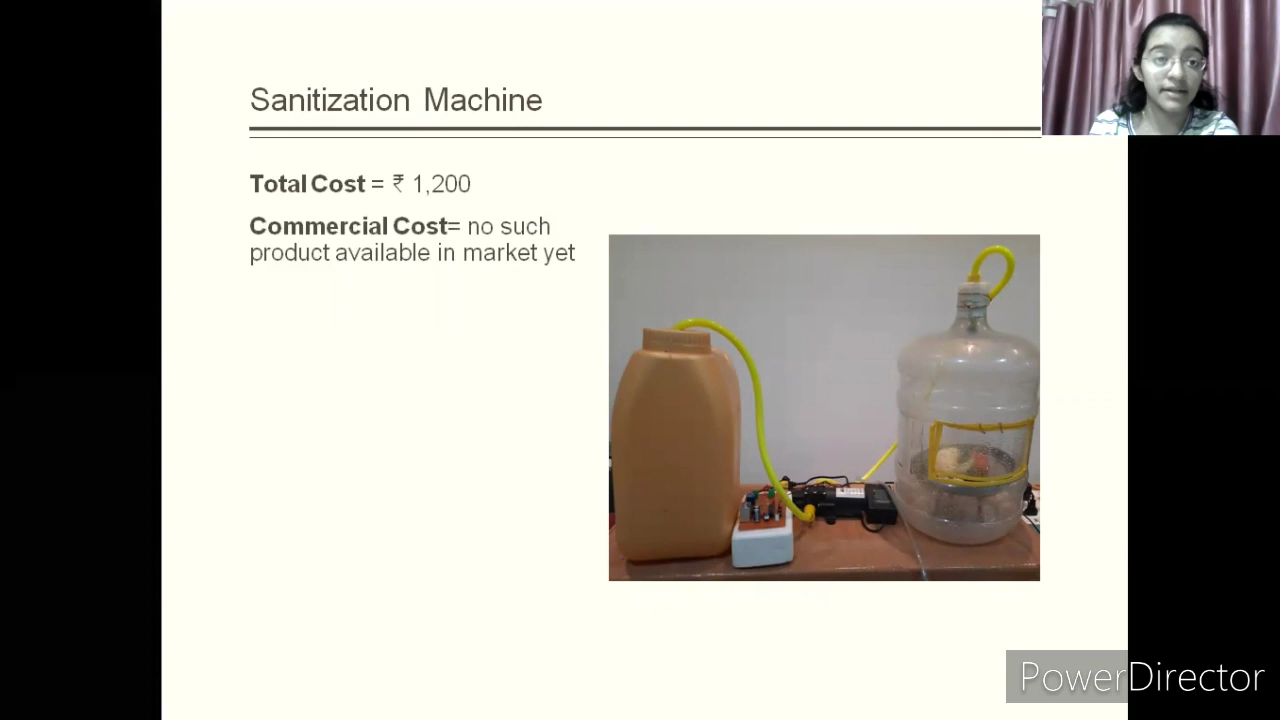 Sanitization Machine
Total Cost = ₹ 1,200
Commercial Cost= no such
product available in market yet
PowerDirector